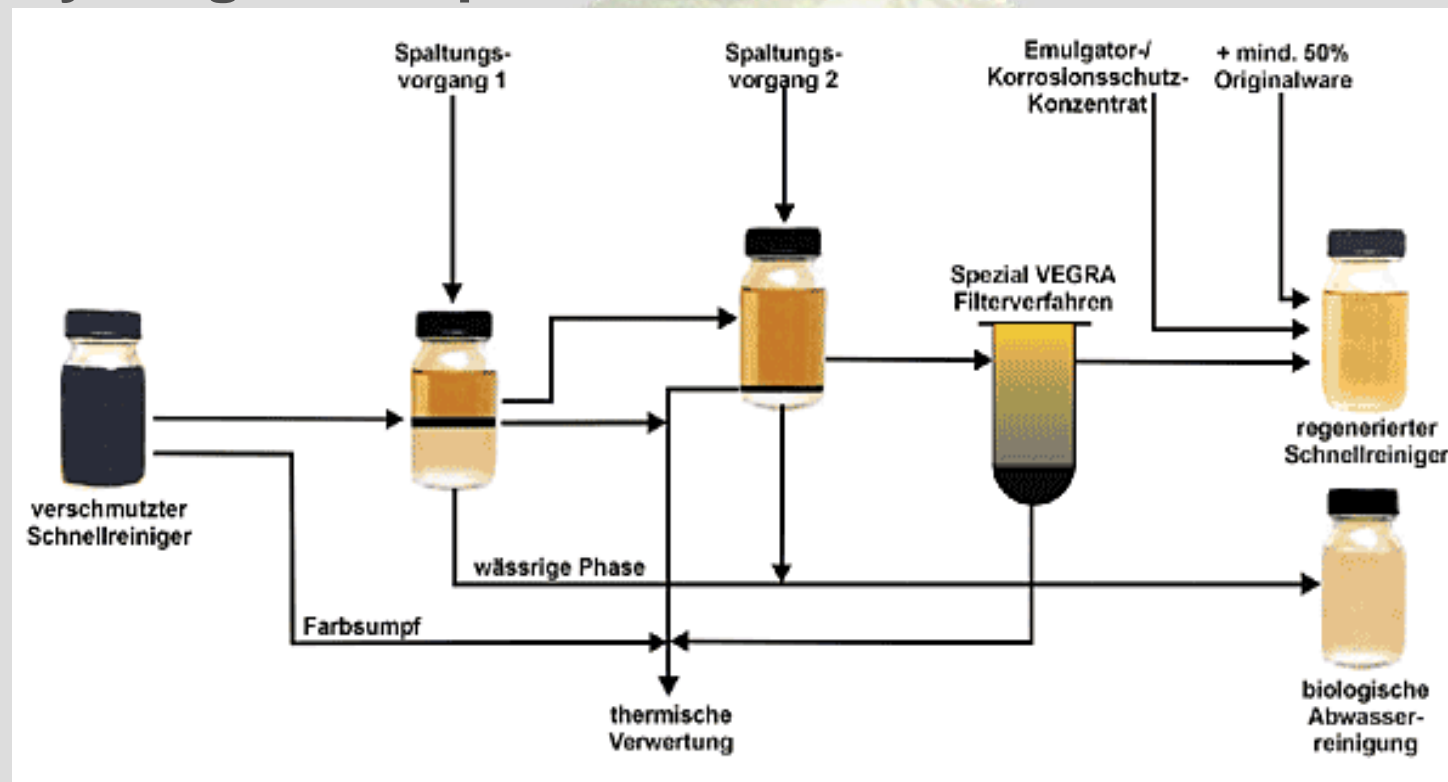 Spaltungs-
vorgang 1
Spaltungs-
vorgang 2
Emulgator-/
Korrosionsschutz-
Konzentrat
+ mind. 50%
Originalware
Spezial VEGRA
Filterverfahren
verschmutzter
Schnellreiniger
regenerierter
Schnellreiniger
wässrige Phase
Farbsumpf
thermische
Verwertung
biologische
Abwasser-
reinigung